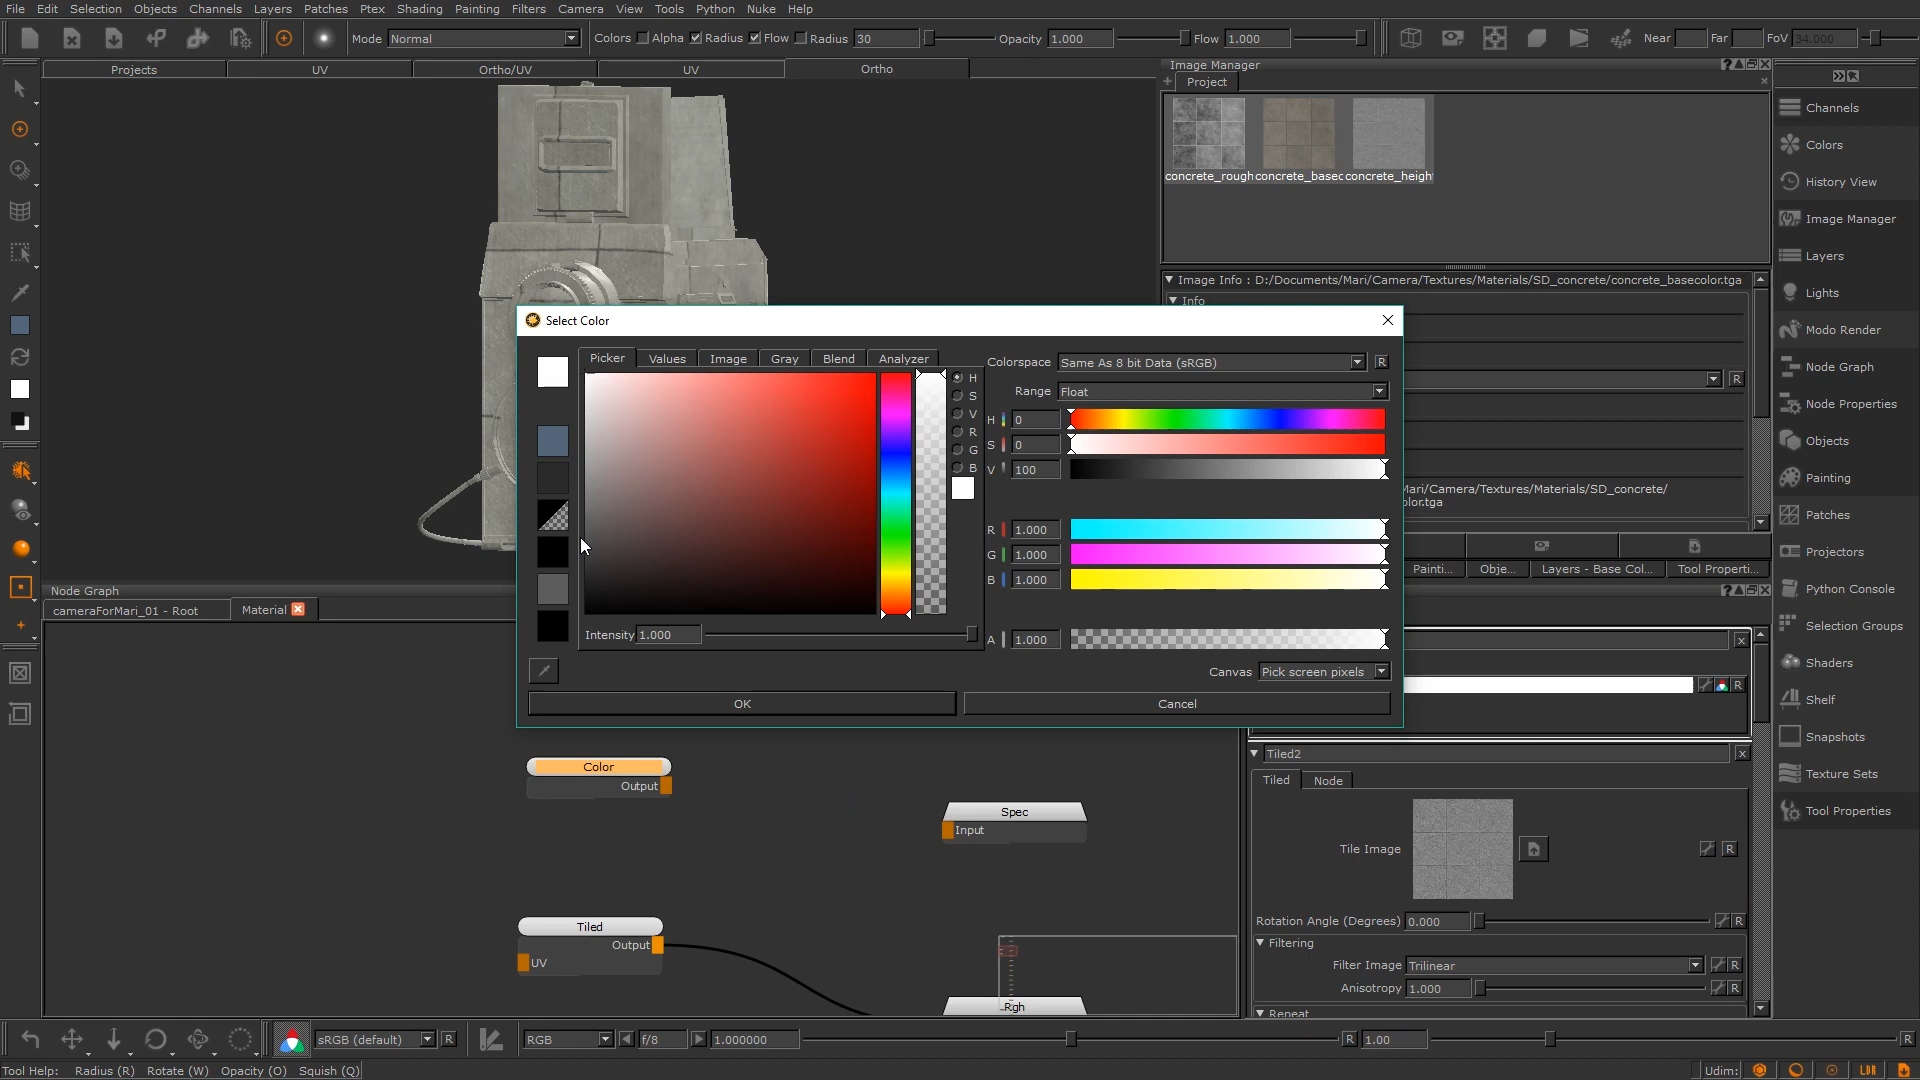 File Edit Selection Objects Channels Layers Patches Ptex Shading Painting Filters Camera View Tools Python Nuke Help
Mode Normal Colors Alpha Radius Flow Radius 30 Opacity 1.000 Flow 1.000 Near Far FoV 34.000
Projects UV Ortho/UV UV Ortho
Image Manager
Project
concrete_rough concrete_basec concrete_heigh
Image Info : D:/Documents/Mari/Camera/Textures/Materials/SD_concrete/concrete_basecolor.tga
Info
R
Mari/Camera/Textures/Materials/SD_concrete/
olor.tga
Painti... Obje... Layers - Base Col... Tool Properti...
Channels
Colors
History View
Image Manager
Layers
Lights
Modo Render
Node Graph
Node Properties
Objects
Painting
Patches
Projectors
Python Console
Selection Groups
Shaders
Shelf
Snapshots
Texture Sets
Tool Properties
Select Color
Picker Values Image Gray Blend Analyzer
Colorspace Same As 8 bit Data (sRGB) R
Range Float
H
S
V
R
G
B
H 0
S 0
V 100
R 1.000
G 1.000
B 1.000
A 1.000
Intensity 1.000
Canvas Pick screen pixels
OK Cancel
Node Graph
cameraForMari_01 - Root Material
Color
Output
Spec
Input
Tiled
Output
UV
Rgh
R
Tiled2
Tiled Node
Tile Image R
Rotation Angle (Degrees) 0.000 R
Filtering
Filter Image Trilinear R
Anisotropy 1.000 R
Repeat
sRGB (default) R RGB f/8 1.000000 R 1.00 R
Tool Help: Radius (R) Rotate (W) Opacity (O) Squish (Q) Udim: LDR